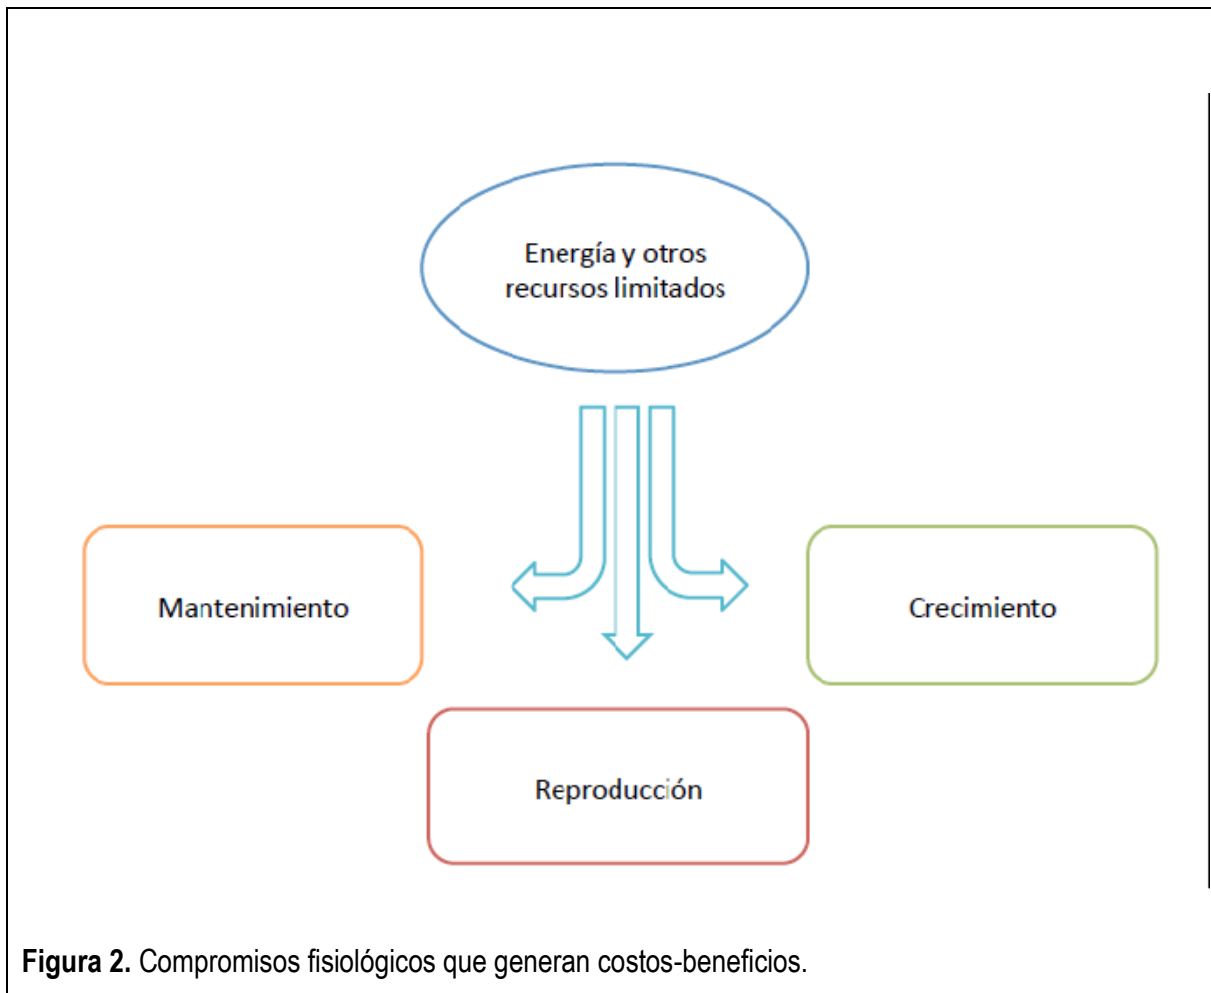 Energía y otros
recursos limitados
Mantenimiento
Crecimiento
Reproducción
Figura 2. Compromisos fisiológicos que generan costos-beneficios.